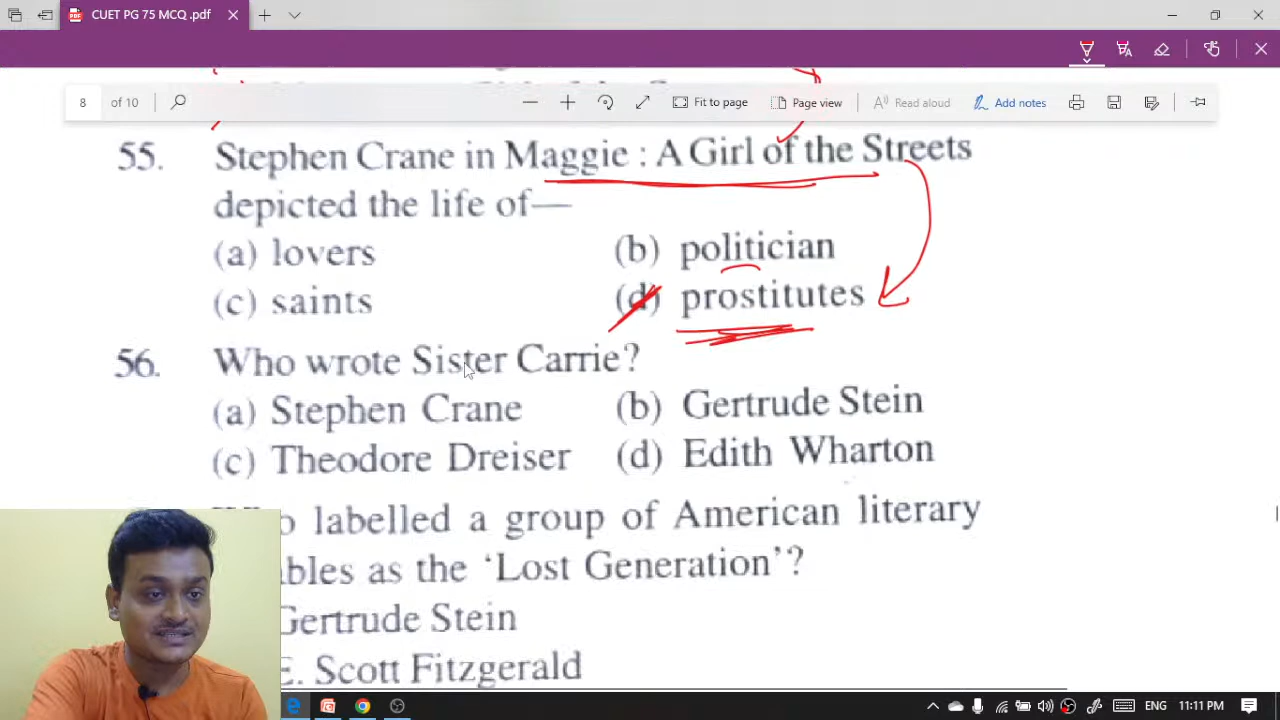 CUET PG 75 MCQ .pdf
8 of 10
Fit to page
Page view
Read aloud
Add notes
55. Stephen Crane in Maggie : A Girl of the Streets
depicted the life of—
(a) lovers (b) politician
(c) saints (d) prostitutes
56. Who wrote Sister Carrie?
(a) Stephen Crane (b) Gertrude Stein
(c) Theodore Dreiser (d) Edith Wharton
labelled a group of American literary
as the ‘Lost Generation’?
Gertrude Stein
Scott Fitzgerald
ENG 11:11 PM